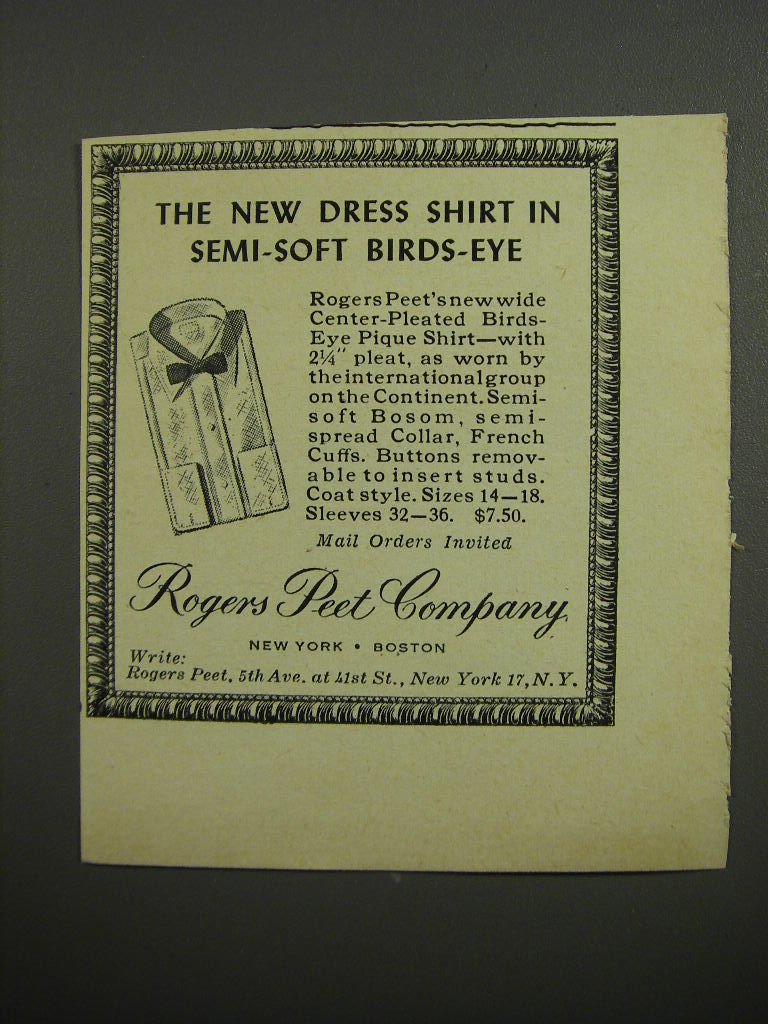 THE NEW DRESS SHIRT IN
SEMI-SOFT BIRDS-EYE
Rogers Peet's new wide
Center-Pleated Birds-
Eye Pique Shirt—with
2¼" pleat, as worn by
the international group
on the Continent. Semi-
soft Bosom, semi-
spread Collar, French
Cuffs. Buttons remov-
able to insert studs.
Coat style. Sizes 14—18.
Sleeves 32—36. $7.50.
Mail Orders Invited
Rogers Peet Company
NEW YORK • BOSTON
Write:
Rogers Peet, 5th Ave. at 41st St., New York 17, N. Y.